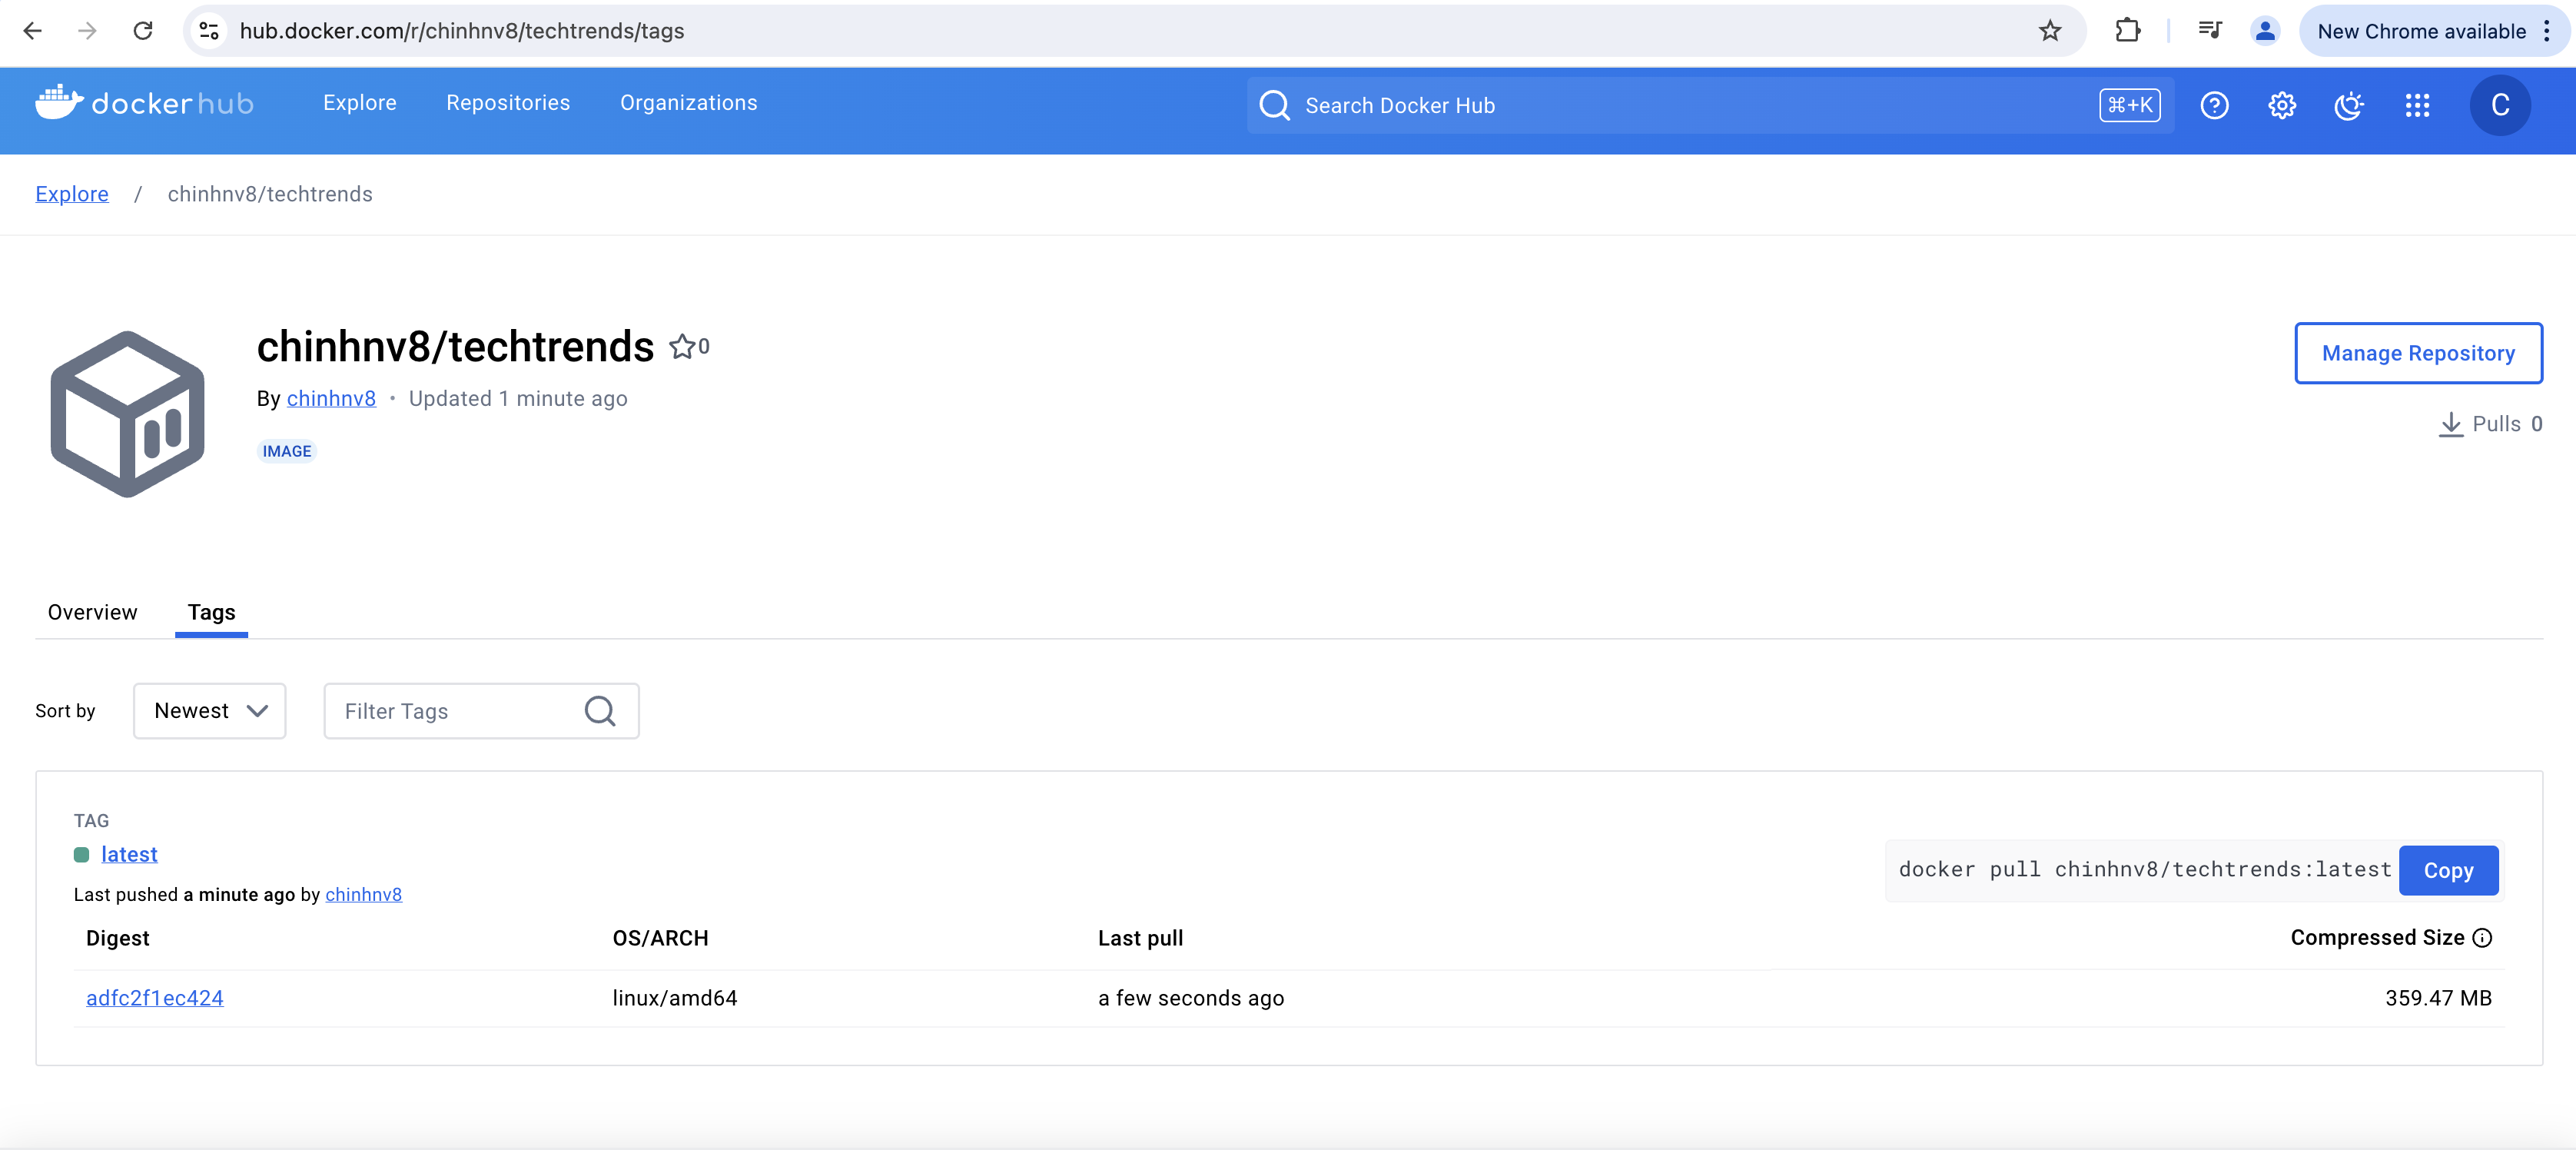 hub.docker.com/r/chinhnv8/techtrends/tags
New Chrome available
dockerhub
Explore
Repositories
Organizations
Search Docker Hub
⌘+K
C
Explore / chinhnv8/techtrends
chinhnv8/techtrends
0
Manage Repository
By chinhnv8 • Updated 1 minute ago
Pulls 0
IMAGE
Overview
Tags
Sort by
Newest
Filter Tags
TAG
latest
docker pull chinhnv8/techtrends:latest
Copy
Last pushed a minute ago by chinhnv8
Digest
OS/ARCH
Last pull
Compressed Size
adfc2f1ec424
linux/amd64
a few seconds ago
359.47 MB